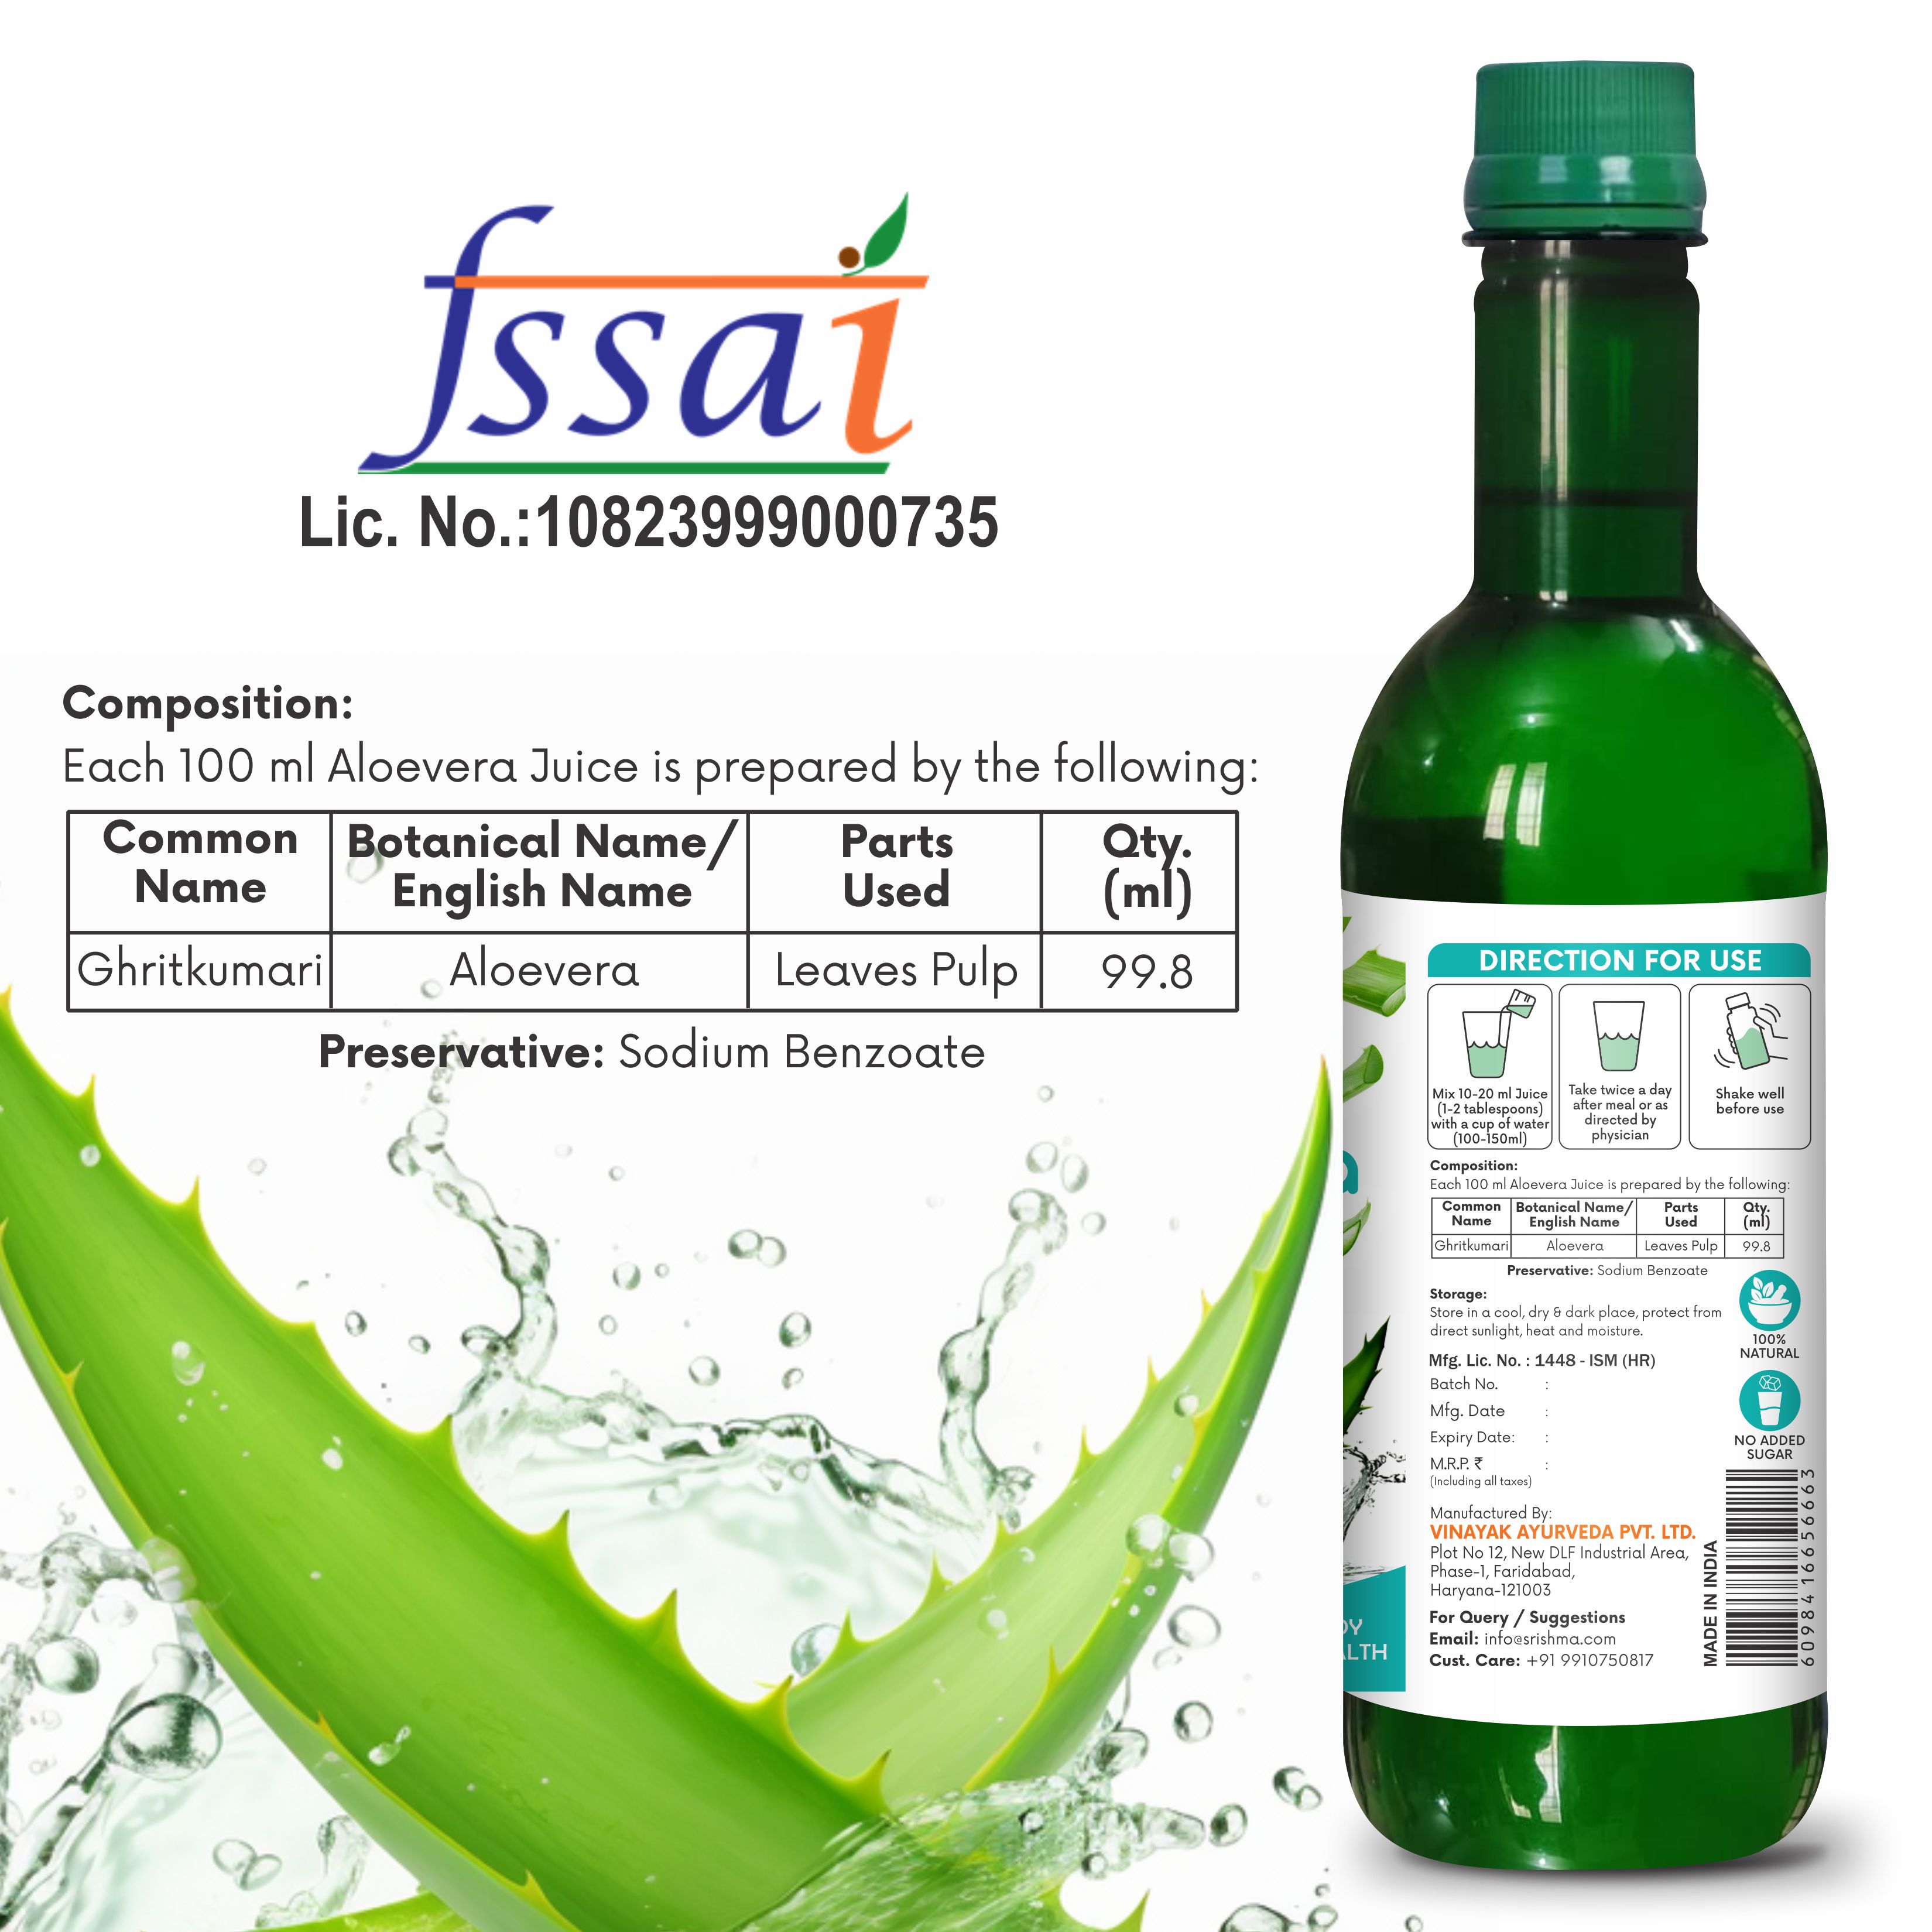 fssai
Lic. No.:10823999000735
Composition:
Each 100 ml Aloevera Juice is prepared by the following:
Common Name | Botanical Name/ English Name | Parts Used | Qty. (ml)
Ghritkumari | Aloevera | Leaves Pulp | 99.8
Preservative: Sodium Benzoate
DIRECTION FOR USE
Mix 10-20 ml Juice
(1-2 tablespoons)
with a cup of water
(100-150ml)
Take twice a day
after meal or as
directed by
physician
Shake well
before use
Composition:
Each 100 ml Aloevera Juice is prepared by the following:
Common Name | Botanical Name/ English Name | Parts Used | Qty. (ml)
Ghritkumari | Aloevera | Leaves Pulp | 99.8
Preservative: Sodium Benzoate
Storage:
Store in a cool, dry & dark place, protect from
direct sunlight, heat and moisture.
100%
NATURAL
Mfg. Lic. No. : 1448 - ISM (HR)
Batch No. :
Mfg. Date :
Expiry Date: :
M.R.P. ₹ :
(Including all taxes)
NO ADDED
SUGAR
Manufactured By:
VINAYAK AYURVEDA PVT. LTD.
Plot No 12, New DLF Industrial Area,
Phase-1, Faridabad,
Haryana-121003
For Query / Suggestions
Email: info@srishma.com
Cust. Care: +91 9910750817
MADE IN INDIA
6098416656663